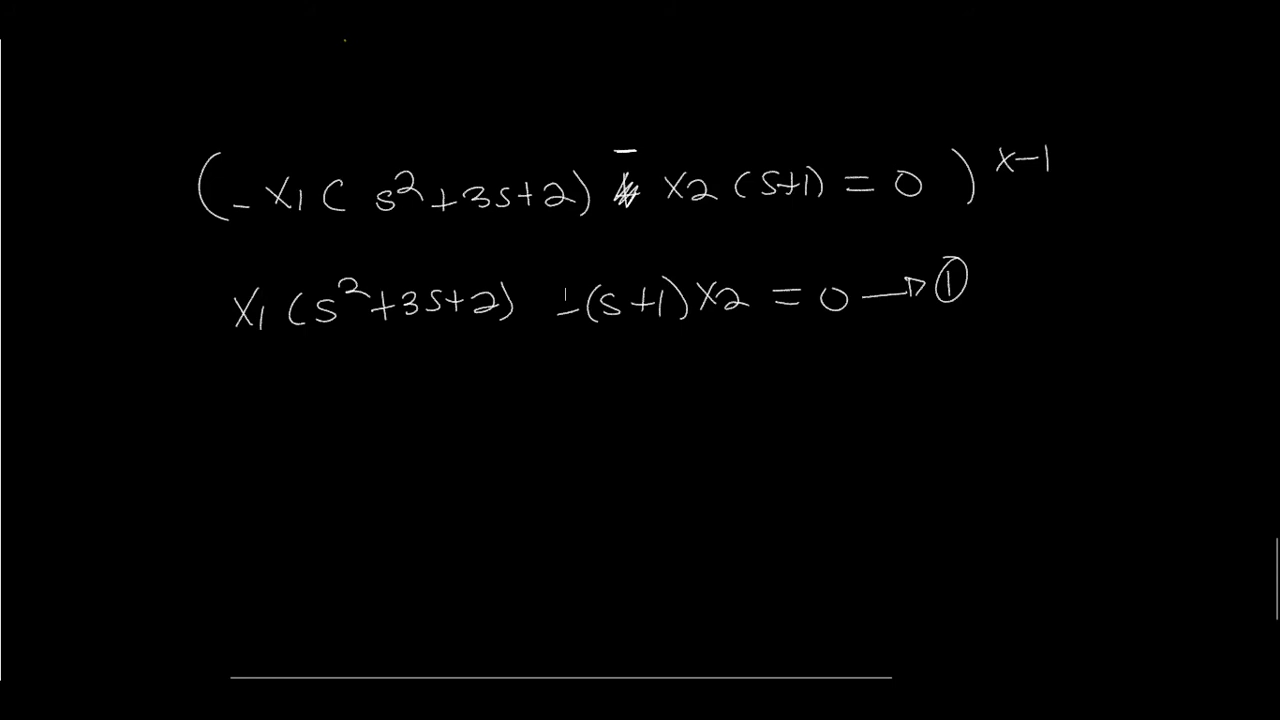 (- x1 ( s²+3s+2) - x2 (s+1) = 0 ) x-1
x1 (s²+3s+2) -(s+1) x2 = 0 → ①